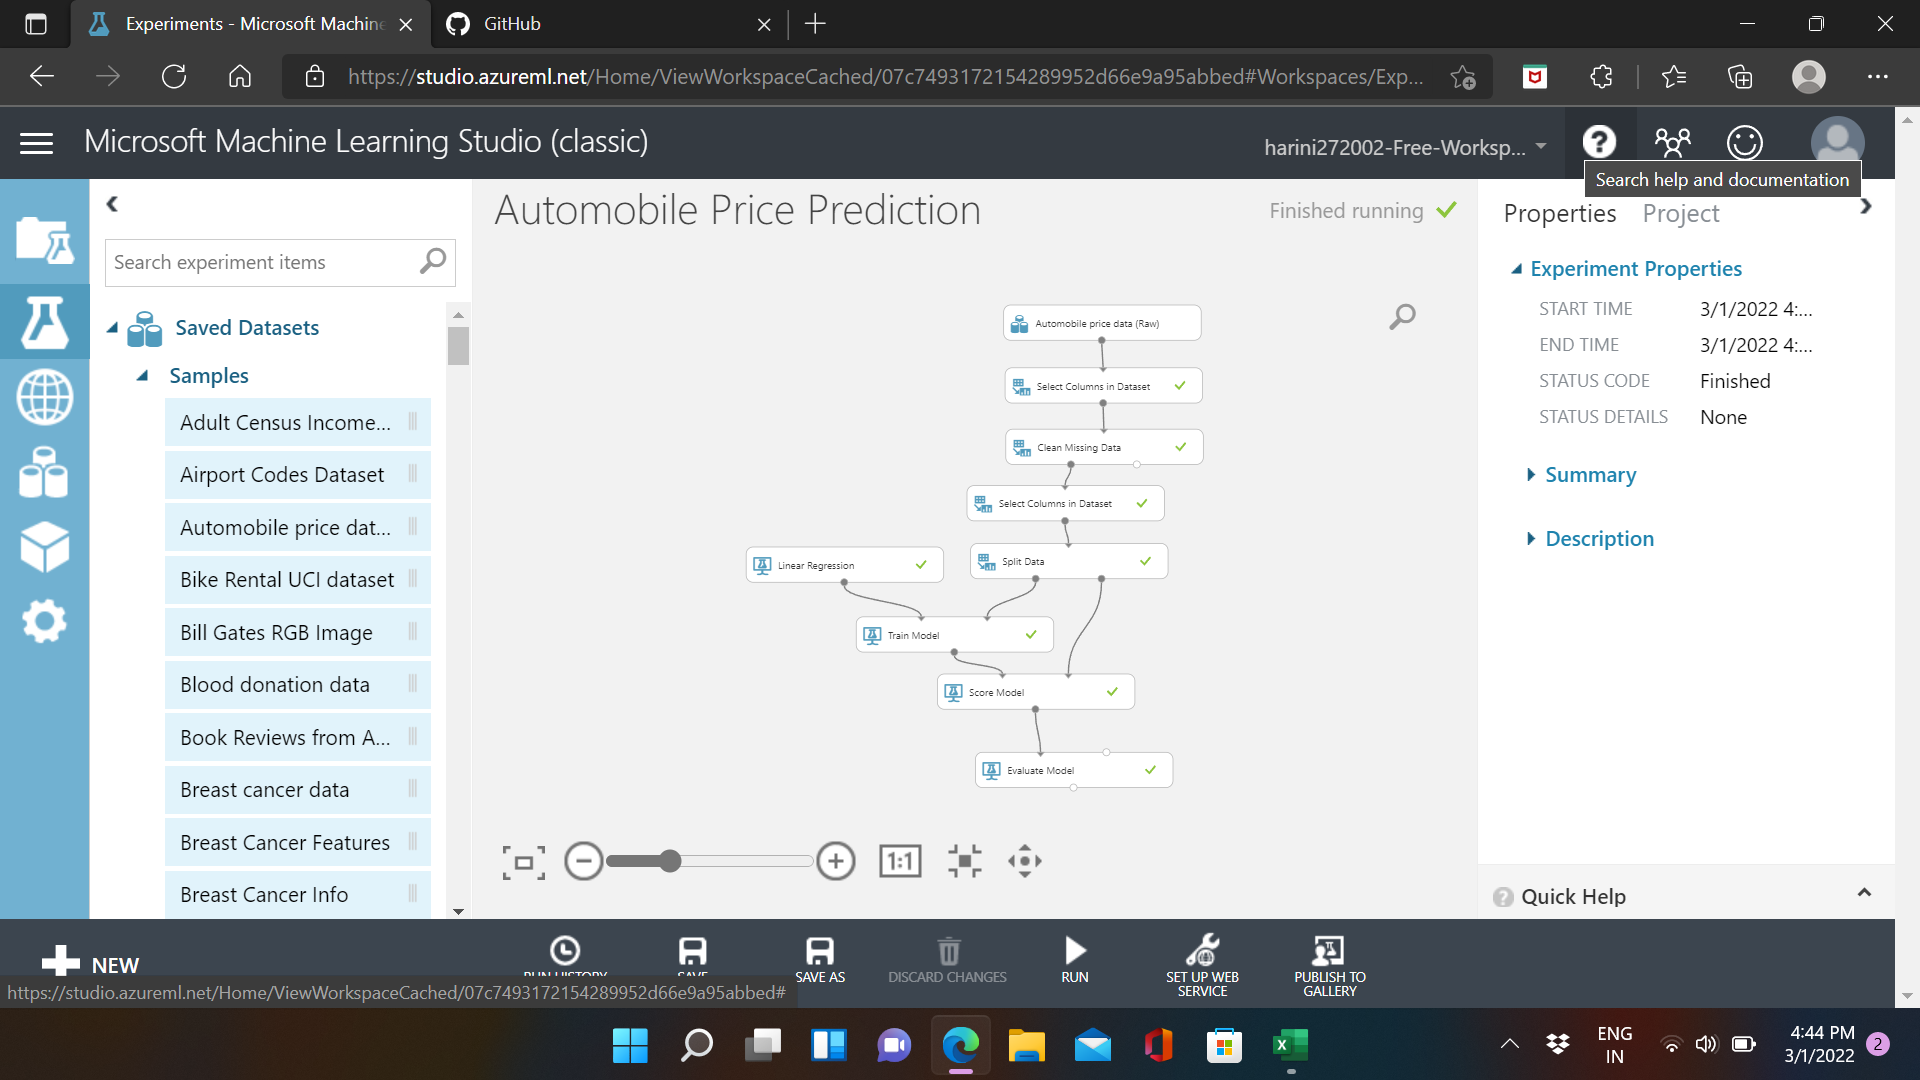 Experiments - Microsoft Machine
GitHub
https://studio.azureml.net/Home/ViewWorkspaceCached/07c7493172154289952d66e9a95abbed#Workspaces/Exp...
Microsoft Machine Learning Studio (classic)
harini272002-Free-Worksp...
Search help and documentation
Automobile Price Prediction
Finished running
Properties
Project
Search experiment items
Saved Datasets
Samples
Adult Census Income...
Airport Codes Dataset
Automobile price dat...
Bike Rental UCI dataset
Bill Gates RGB Image
Blood donation data
Book Reviews from A...
Breast cancer data
Breast Cancer Features
Breast Cancer Info
Automobile price data (Raw)
Select Columns in Dataset
Clean Missing Data
Select Columns in Dataset
Linear Regression
Split Data
Train Model
Score Model
Evaluate Model
1:1
Experiment Properties
START TIME 3/1/2022 4:...
END TIME 3/1/2022 4:...
STATUS CODE Finished
STATUS DETAILS None
Summary
Description
Quick Help
NEW
RUN HISTORY
SAVE
SAVE AS
DISCARD CHANGES
RUN
SET UP WEB
SERVICE
PUBLISH TO
GALLERY
https://studio.azureml.net/Home/ViewWorkspaceCached/07c7493172154289952d66e9a95abbed#
ENG
IN
4:44 PM
3/1/2022
2